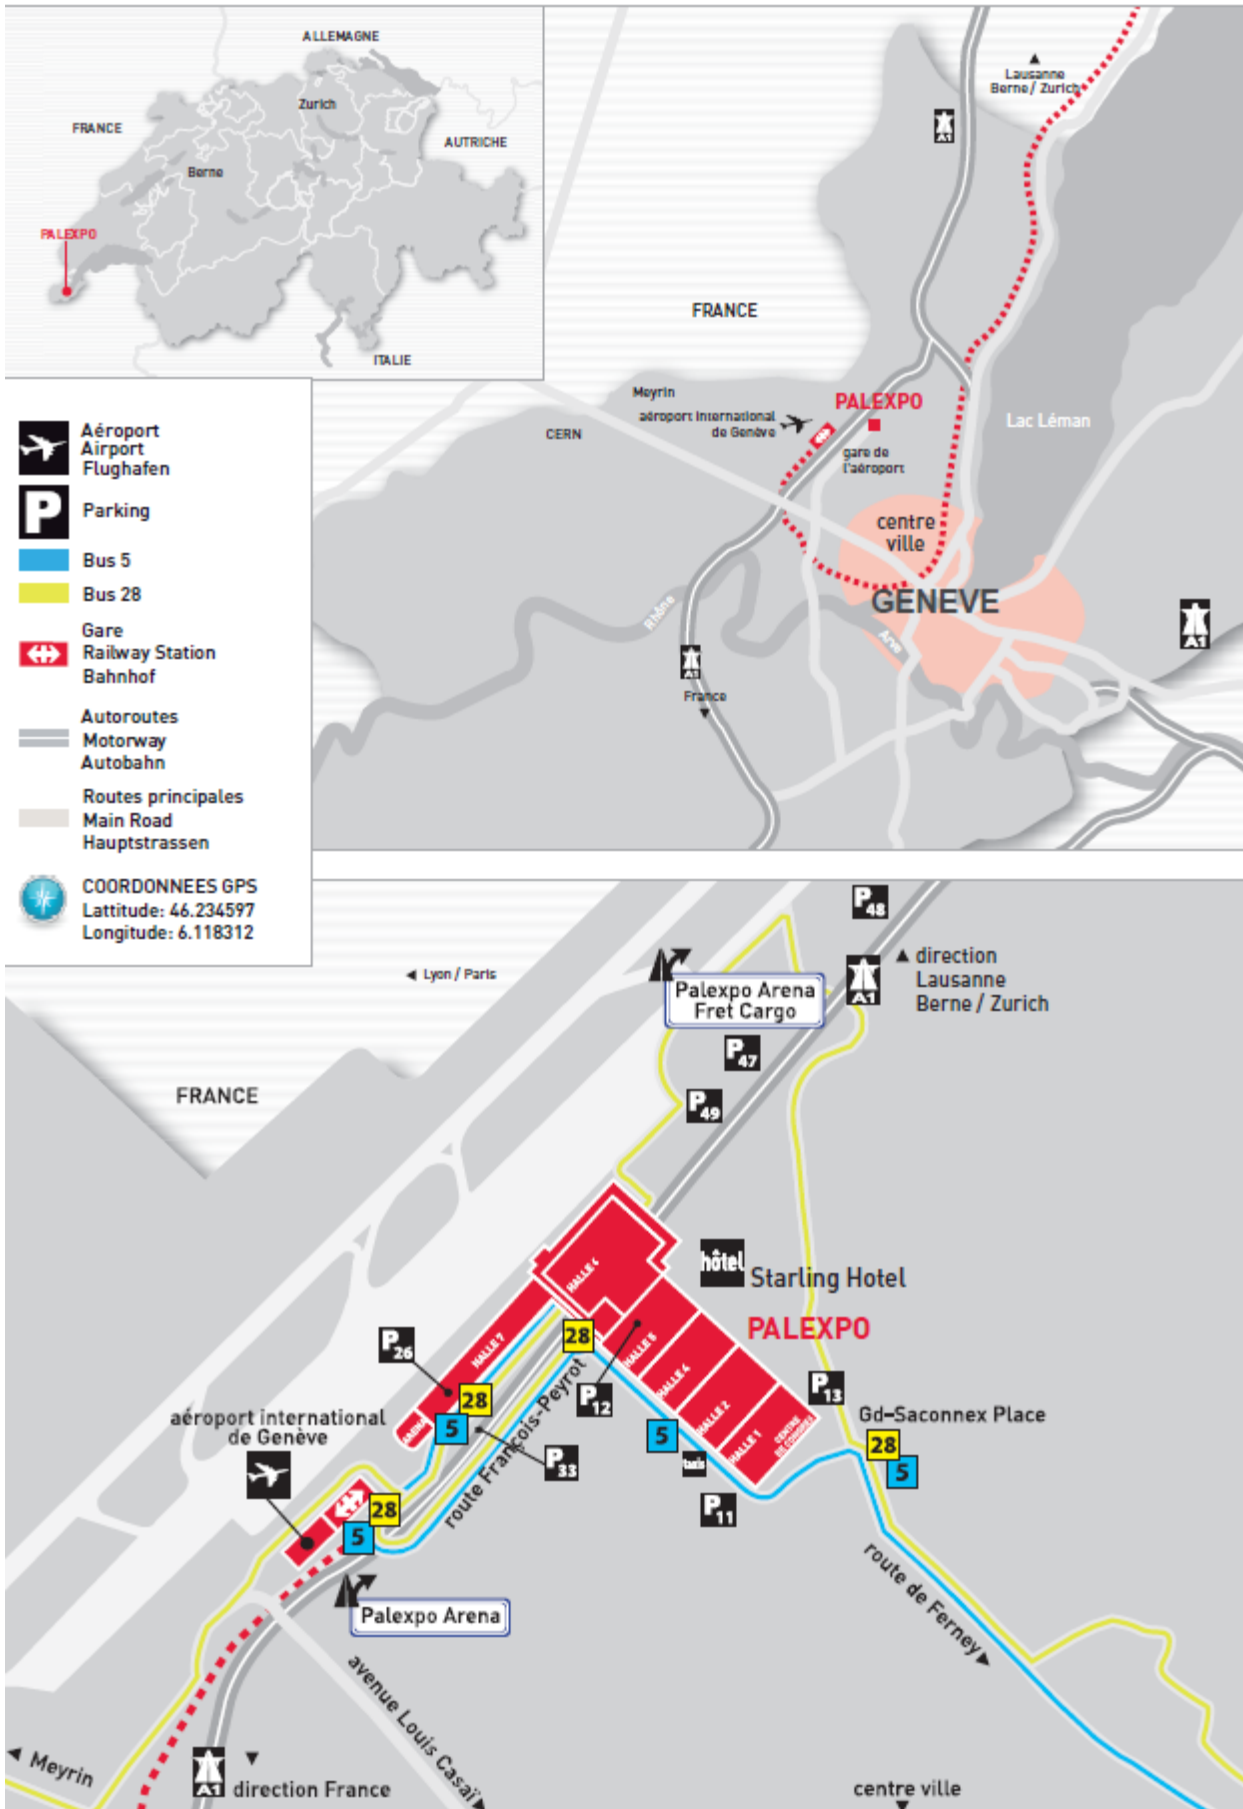 ALLEMAGNE
Zurich
FRANCE
AUTRICHE
Berne
PALEXPO
ITALIE
Lausanne
Berne / Zurich
A1
FRANCE
Meyrin
PALEXPO
aéroport international
de Genève
CERN
Lac Léman
gare de
l'aéroport
centre
ville
GENEVE
Rhône
Arve
A1
A1
France
Aéroport
Airport
Flughafen
P
Parking
Bus 5
Bus 28
Gare
Railway Station
Bahnhof
Autoroutes
Motorway
Autobahn
Routes principales
Main Road
Hauptstrassen
COORDONNEES GPS
Lattitude: 46.234597
Longitude: 6.118312
P48
Lyon / Paris
direction
Lausanne
Berne / Zurich
A1
Palexpo Arena
Fret Cargo
P47
FRANCE
P49
hôtel
Starling Hotel
HALLE 6
PALEXPO
HALLE 7
28
HALLE 5
P26
HALLE 4
P12
P13
28
HALLE 2
aéroport international
de Genève
ARENA
5
5
HALLE 1
CENTRE
DE CONGRES
Gd-Saconnex Place
28
5
taxis
P33
route François-Peyrot
P11
28
5
route de Ferney
Palexpo Arena
avenue Louis Casaï
Meyrin
A1
direction France
centre ville